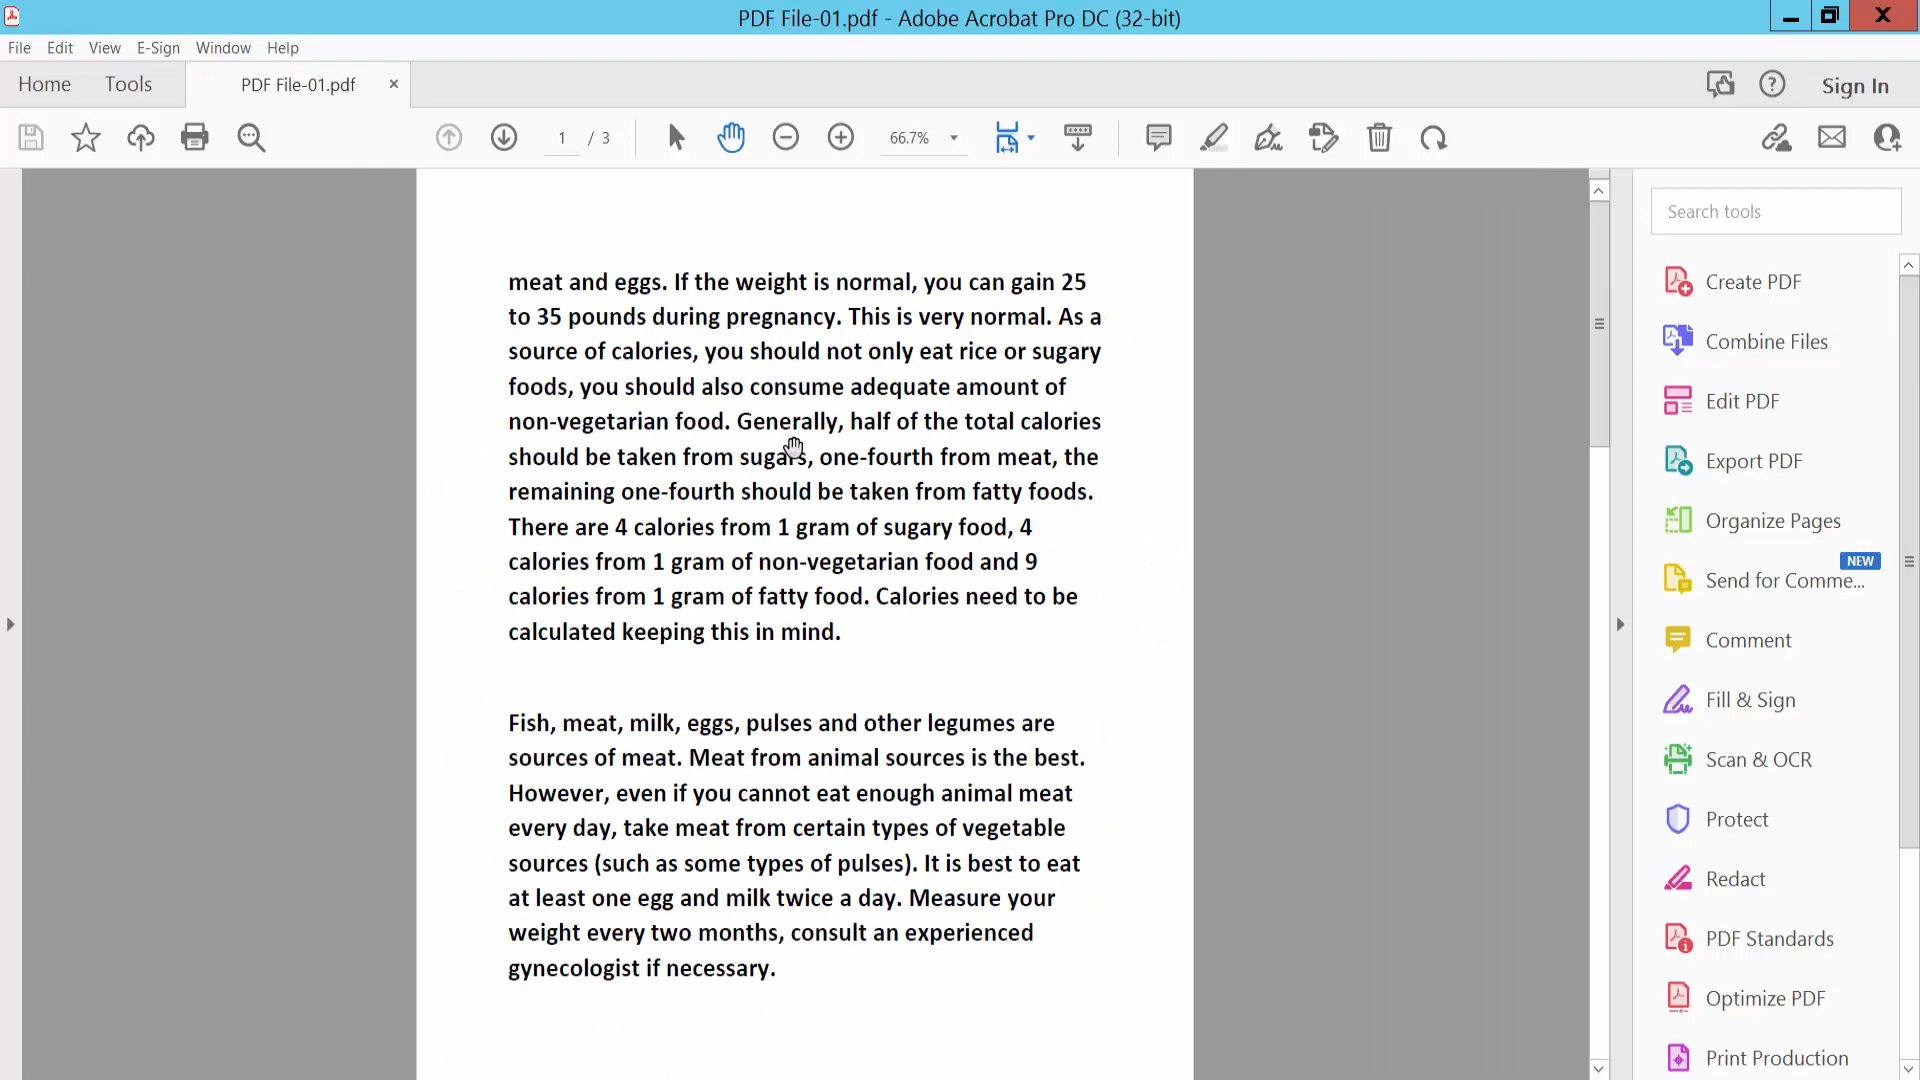 PDF File-01.pdf - Adobe Acrobat Pro DC (32-bit)
File Edit View E-Sign Window Help
Home Tools PDF File-01.pdf × Sign In
1 / 3 66.7%
meat and eggs. If the weight is normal, you can gain 25
to 35 pounds during pregnancy. This is very normal. As a
source of calories, you should not only eat rice or sugary
foods, you should also consume adequate amount of
non-vegetarian food. Generally, half of the total calories
should be taken from sugars, one-fourth from meat, the
remaining one-fourth should be taken from fatty foods.
There are 4 calories from 1 gram of sugary food, 4
calories from 1 gram of non-vegetarian food and 9
calories from 1 gram of fatty food. Calories need to be
calculated keeping this in mind.
Fish, meat, milk, eggs, pulses and other legumes are
sources of meat. Meat from animal sources is the best.
However, even if you cannot eat enough animal meat
every day, take meat from certain types of vegetable
sources (such as some types of pulses). It is best to eat
at least one egg and milk twice a day. Measure your
weight every two months, consult an experienced
gynecologist if necessary.
Search tools
Create PDF
Combine Files
Edit PDF
Export PDF
Organize Pages
NEW
Send for Comme...
Comment
Fill & Sign
Scan & OCR
Protect
Redact
PDF Standards
Optimize PDF
Print Production